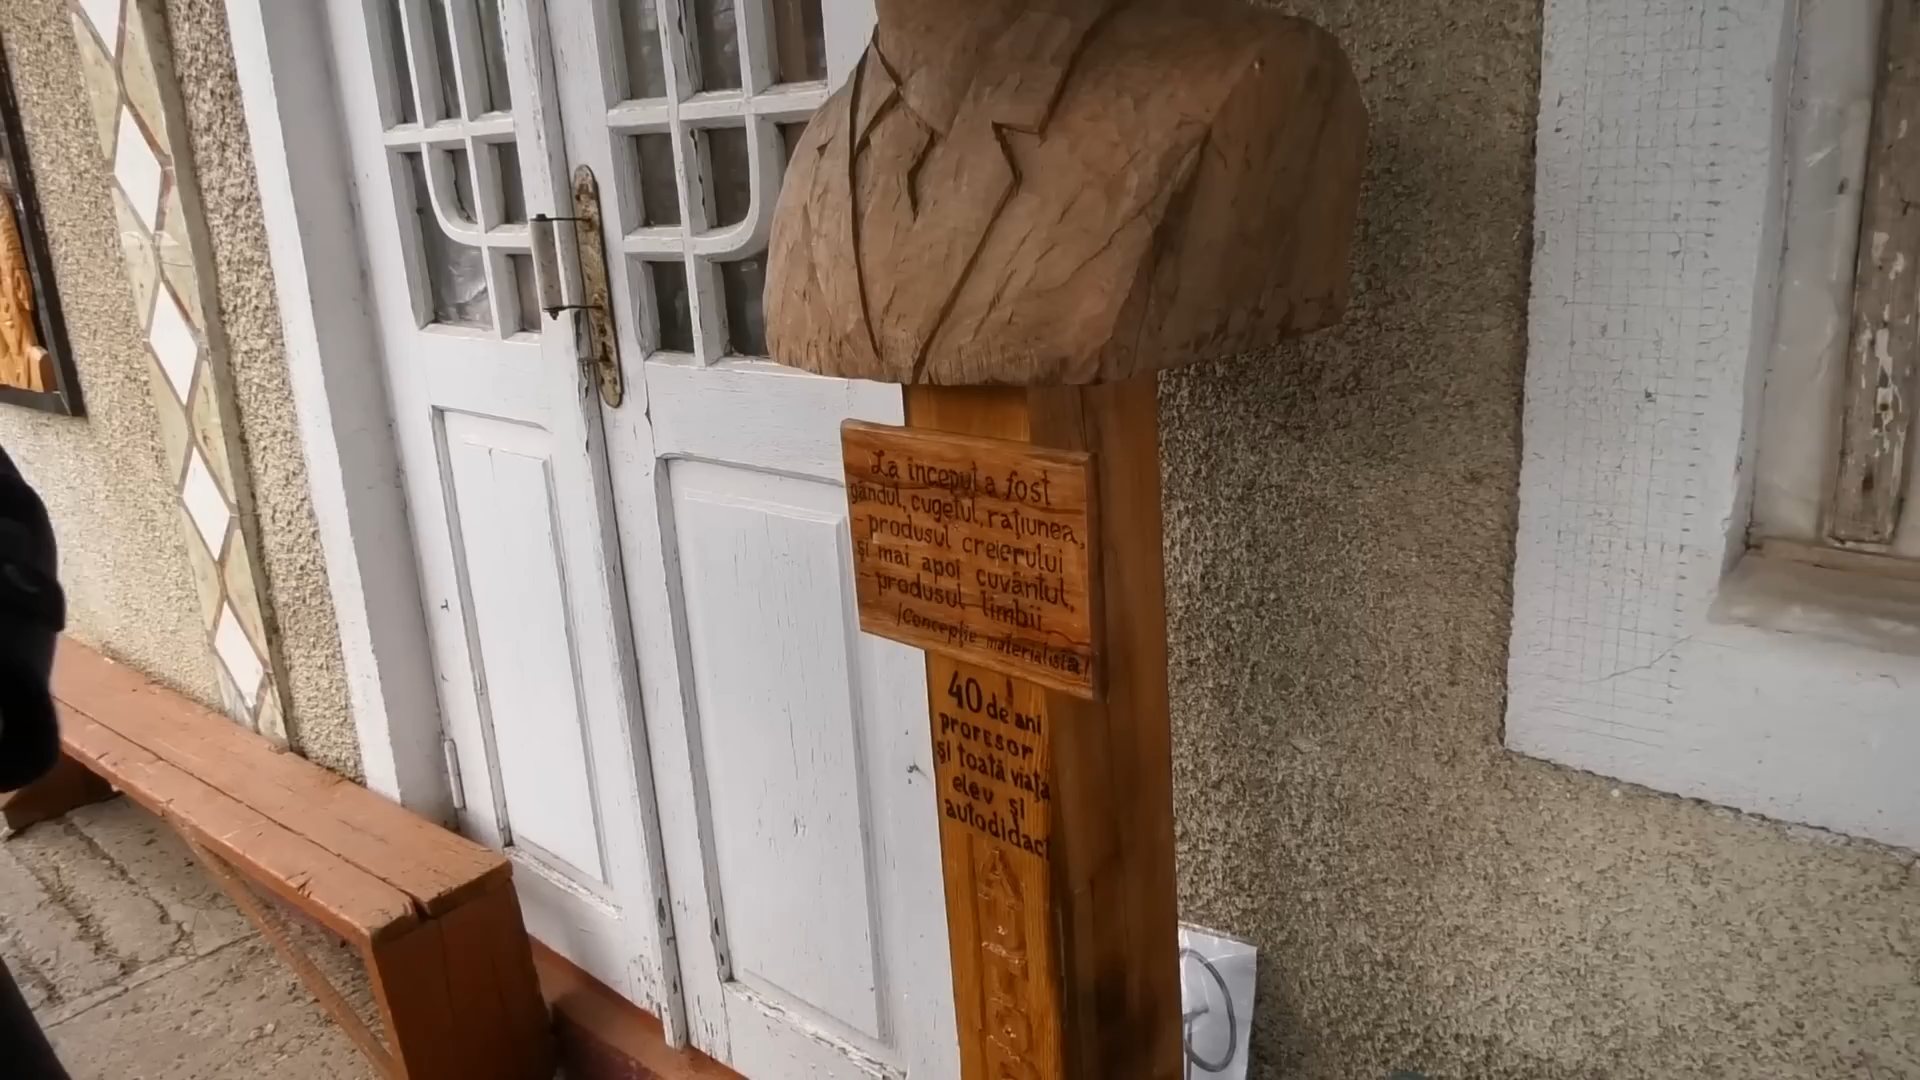 La început a fost
gândul, cugetul, rațiunea,
- produsul creierului
și mai apoi cuvântul,
- produsul limbii
/Concepție materialistă/
40 de ani
profesor
și toată viața
elev și
autodidact